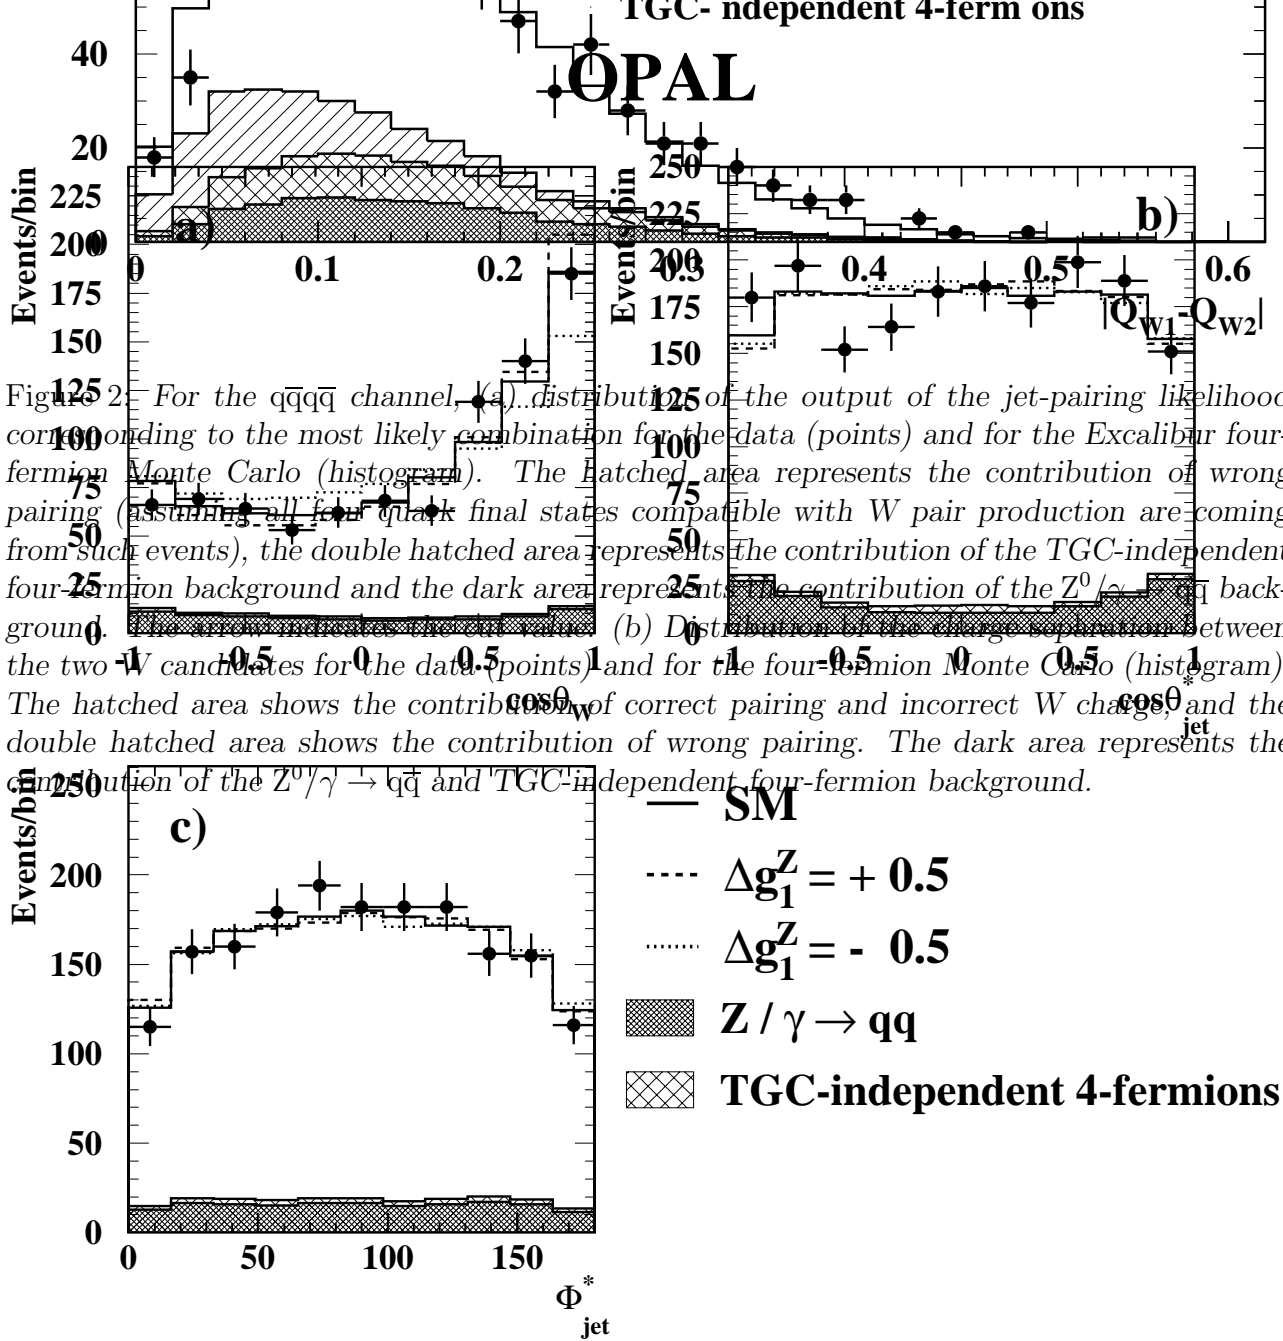 TGC- ndependent 4-ferm ons
40
OPAL
20
0
0 0.1 0.2 0.3 0.4 0.5 0.6
|Q_W1-Q_W2|
Events/bin
a)
225
200
175
150
125
100
75
50
25
0
-1 -0.5 0 0.5 1
cosθ_W
Events/bin
b)
250
225
200
175
150
125
100
75
50
25
0
-1 -0.5 0 0.5 1
cosθ*_jet
Figure 2: For the qq̅qq̅ channel, (a) distribution of the output of the jet-pairing likelihood
corresponding to the most likely combination for the data (points) and for the Excalibur four-
fermion Monte Carlo (histogram). The hatched area represents the contribution of wrong
pairing (assuming all four quark final states compatible with W pair production are coming
from such events), the double hatched area represents the contribution of the TGC-independent
four-fermion background and the dark area represents the contribution of the Z⁰/γ → qq̅ back-
ground. The arrow indicates the cut value. (b) Distribution of the charge separation between
the two W candidates for the data (points) and for the four-fermion Monte Carlo (histogram)
The hatched area shows the contribution of correct pairing and incorrect W charge, and the
double hatched area shows the contribution of wrong pairing. The dark area represents the
contribution of the Z⁰/γ → qq̅ and TGC-independent four-fermion background.
Events/bin
c)
250
200
150
100
50
0
0 50 100 150
Φ*_jet
SM
Δg₁ᶻ = + 0.5
Δg₁ᶻ = - 0.5
Z / γ → qq
TGC-independent 4-fermions